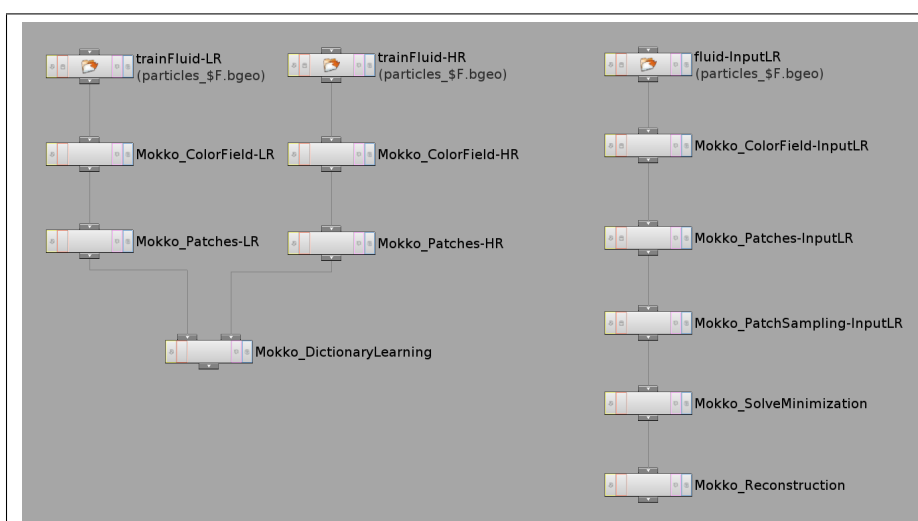 trainFluid-LR
(particles_$F.bgeo)
trainFluid-HR
(particles_$F.bgeo)
fluid-InputLR
(particles_$F.bgeo)
Mokko_ColorField-LR
Mokko_ColorField-HR
Mokko_ColorField-InputLR
Mokko_Patches-LR
Mokko_Patches-HR
Mokko_Patches-InputLR
Mokko_PatchSampling-InputLR
Mokko_DictionaryLearning
Mokko_SolveMinimization
Mokko_Reconstruction